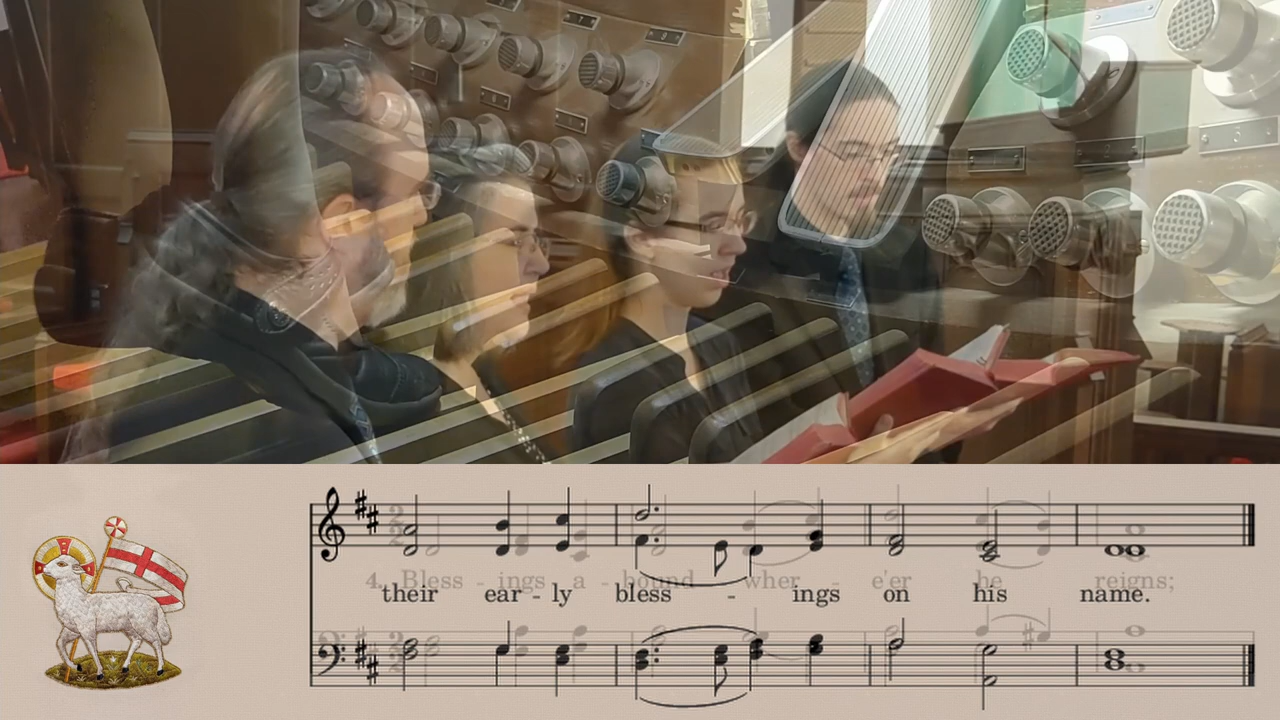 4. Bless - ings a - bound wher - e'er he reigns;
their ear - ly bless - ings on his name.